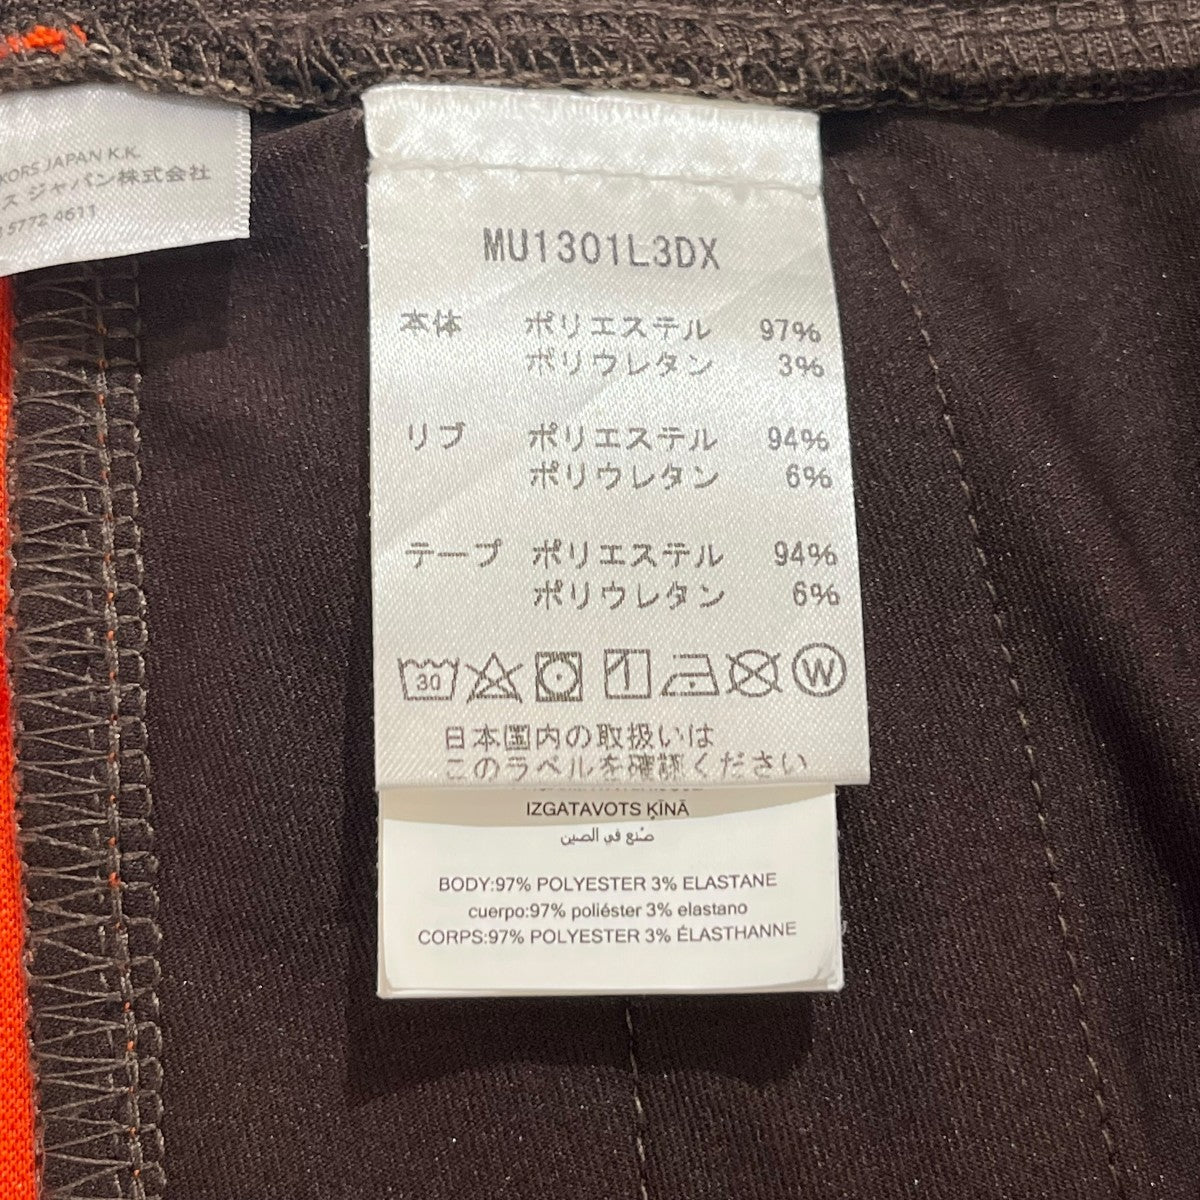 KORS JAPAN K.K.
ス ジャパン株式会社
5772 4611
MU1301L3DX
本体 ポリエステル 97%
ポリウレタン 3%
リブ ポリエステル 94%
ポリウレタン 6%
テープ ポリエステル 94%
ポリウレタン 6%
30 1 W
日本国内の取扱いは
このラベルを確認ください
IZGATAVOTS ĶĪNĀ
صُنع في الصين
BODY:97% POLYESTER 3% ELASTANE
cuerpo:97% poliéster 3% elastano
CORPS:97% POLYESTER 3% ÉLASTHANNE